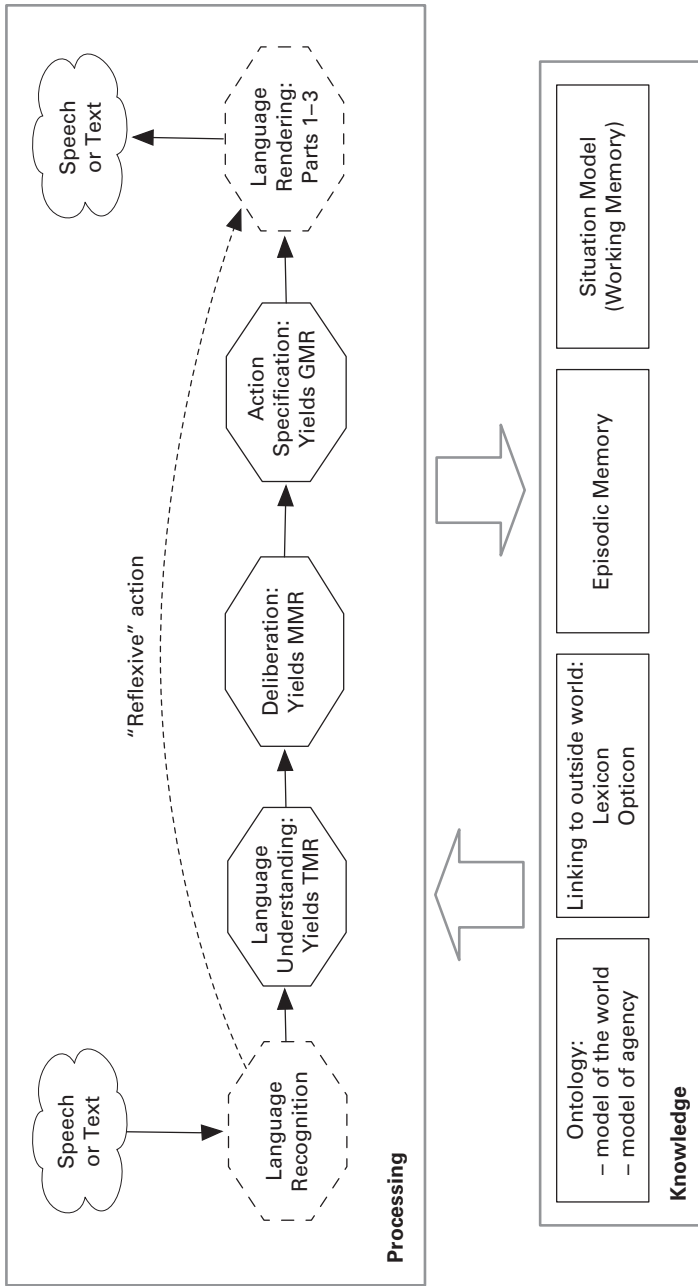 Speech
or Text
Language
Recognition
"Reflexive" action
Language
Understanding:
Yields TMR
Deliberation:
Yields MMR
Action
Specification:
Yields GMR
Language
Rendering:
Parts 1–3
Speech
or Text
Processing
Ontology:
– model of the world
– model of agency
Linking to outside world:
Lexicon
Opticon
Episodic Memory
Situation Model
(Working Memory)
Knowledge